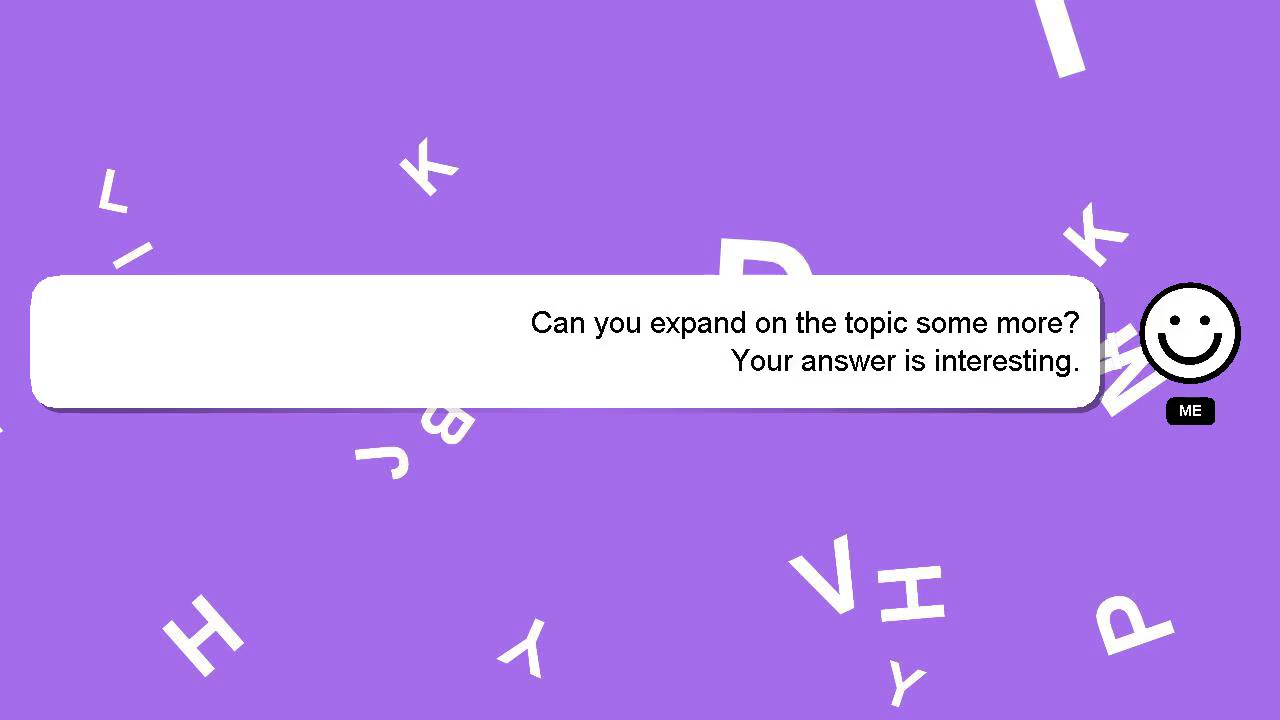 I
K
L
K
I
D
Can you expand on the topic some more?
Your answer is interesting.
M
ME
B
J
V
H
P
H
Y
Y